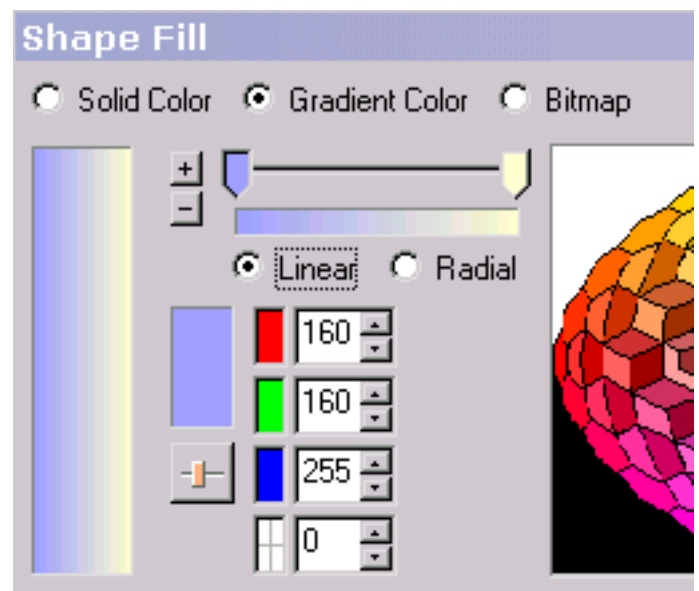 Shape Fill
Solid Color Gradient Color Bitmap
+
-
Linear Radial
160
160
255
0